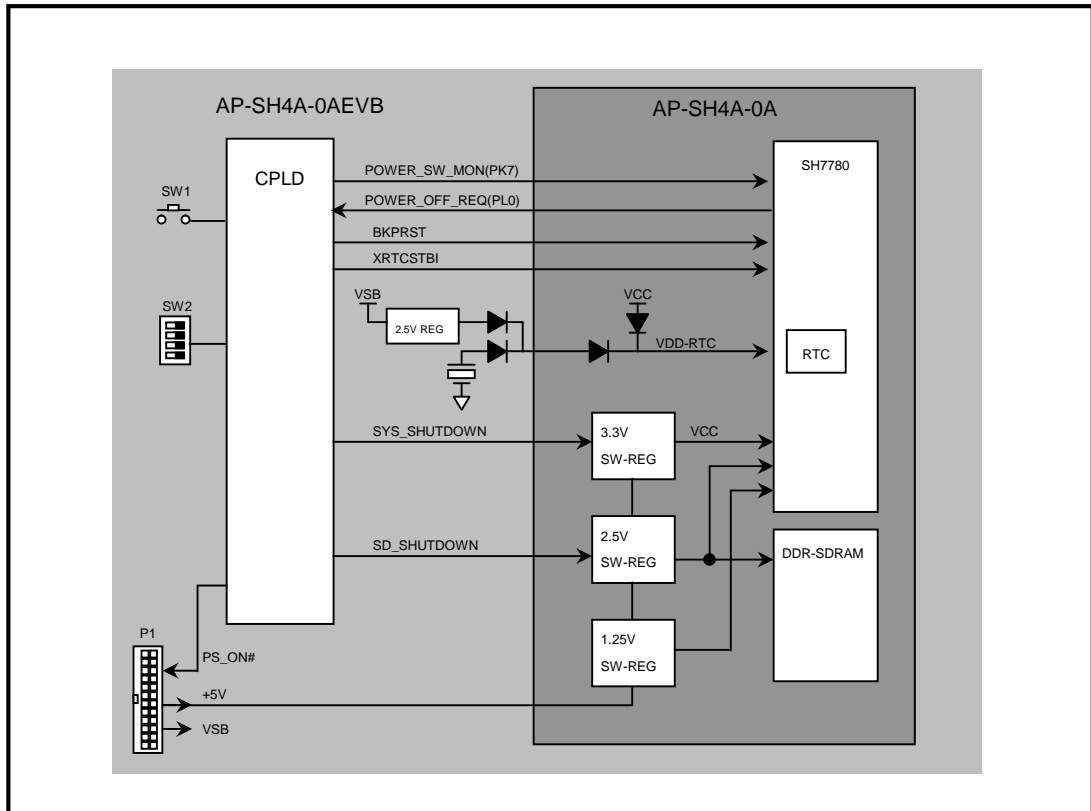 AP-SH4A-0AEVB
AP-SH4A-0A
CPLD
SH7780
POWER_SW_MON(PK7)
SW1
POWER_OFF_REQ(PL0)
BKPRST
XRTCSTBI
SW2
VSB
VCC
2.5V REG
VDD-RTC
RTC
SYS_SHUTDOWN
3.3V
SW-REG
VCC
SD_SHUTDOWN
2.5V
SW-REG
DDR-SDRAM
P1
1.25V
SW-REG
PS_ON#
+5V
VSB